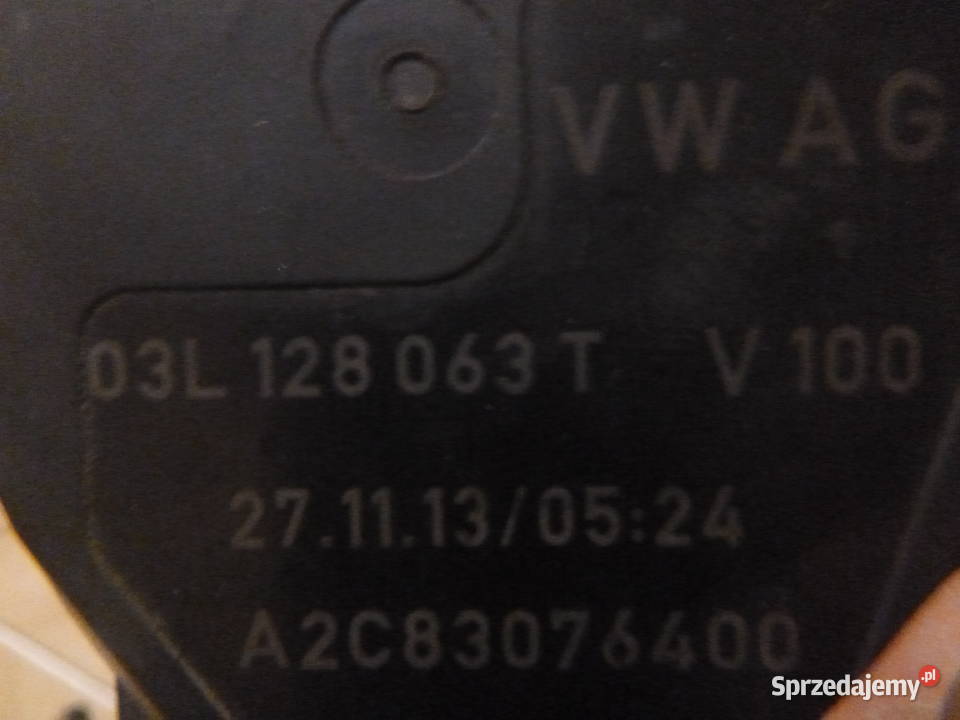 VW AG
03L 128 063 T V 100
27.11.13/05:24
A2C83076400
Sprzedajemy.pl